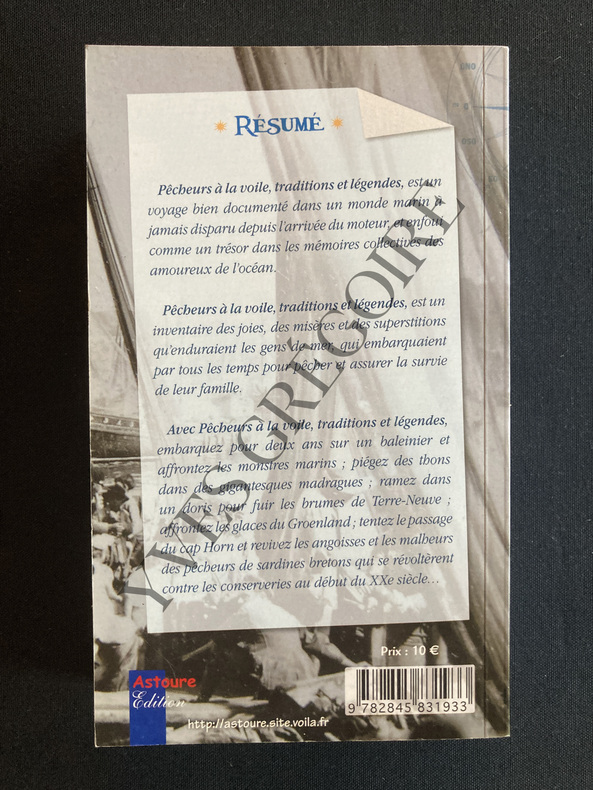 ONO
O
OSO
RÉSUMÉ
Pêcheurs à la voile, traditions et légendes, est un
voyage bien documenté dans un monde marin à
jamais disparu depuis l'arrivée du moteur, et enfoui
comme un trésor dans les mémoires collectives des
amoureux de l'océan.
Pêcheurs à la voile, traditions et légendes, est un
inventaire des joies, des misères et des superstitions
qu'enduraient les gens de mer, qui embarquaient
par tous les temps pour pêcher et assurer la survie
de leur famille.
Avec Pêcheurs à la voile, traditions et légendes,
embarquez pour deux ans sur un baleinier et
affrontez les monstres marins ; piégez des thons
dans des gigantesques madragues ; ramez dans
un doris pour fuir les brumes de Terre-Neuve ;
affrontez les glaces du Groenland ; tentez le passage
du cap Horn et revivez les angoisses et les malheurs
des pêcheurs de sardines bretons qui se révoltèrent
contre les conserveries au début du XXe siècle...
YVES GRÉGOIRE
Prix : 10 €
Astoure
Edition
http://astoure.site.voila.fr
9 782845 831933